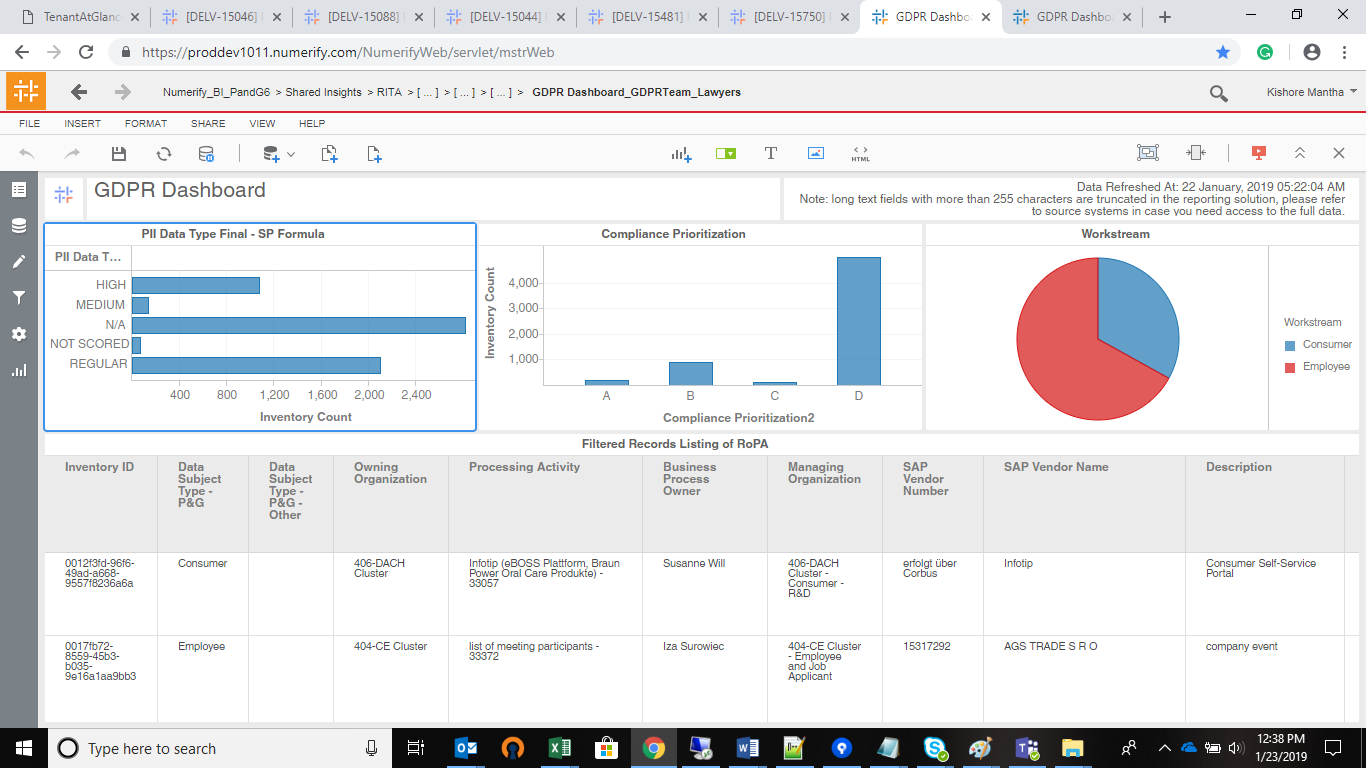 TenantAtGlanc
[DELV-15046]
[DELV-15088]
[DELV-15044]
[DELV-15481]
[DELV-15750]
GDPR Dashbo
GDPR Dashbo
https://proddev1011.numerify.com/NumerifyWeb/servlet/mstrWeb
Numerify_BI_PandG6 > Shared Insights > RITA > [ ... ] > [ ... ] > [ ... ] > GDPR Dashboard_GDPRTeam_Lawyers
Kishore Mantha
FILE INSERT FORMAT SHARE VIEW HELP
HTML
GDPR Dashboard
Data Refreshed At: 22 January, 2019 05:22:04 AM
Note: long text fields with more than 255 characters are truncated in the reporting solution, please refer
to source systems in case you need access to the full data.
PII Data Type Final - SP Formula
PII Data T...
HIGH
MEDIUM
N/A
NOT SCORED
REGULAR
400 800 1,200 1,600 2,000 2,400
Inventory Count
Compliance Prioritization
Inventory Count
4,000
3,000
2,000
1,000
A B C D
Compliance Prioritization2
Workstream
Workstream
Consumer
Employee
Filtered Records Listing of RoPA
Inventory ID
Data
Subject
Type -
P&G
Data
Subject
Type -
P&G -
Other
Owning
Organization
Processing Activity
Business
Process
Owner
Managing
Organization
SAP
Vendor
Number
SAP Vendor Name
Description
0012f3fd-96f6-
49ad-a668-
9557f8236a6a
Consumer
406-DACH
Cluster
Infotip (eBOSS Plattform, Braun
Power Oral Care Produkte) -
33057
Susanne Will
406-DACH
Cluster -
Consumer -
R&D
erfolgt über
Corbus
Infotip
Consumer Self-Service
Portal
0017fb72-
8559-45b3-
b035-
9e16a1aa9bb3
Employee
404-CE Cluster
list of meeting participants -
33372
Iza Surowiec
404-CE Cluster
- Employee
and Job
Applicant
15317292
AGS TRADE S R O
company event
Type here to search
12:38 PM
1/23/2019